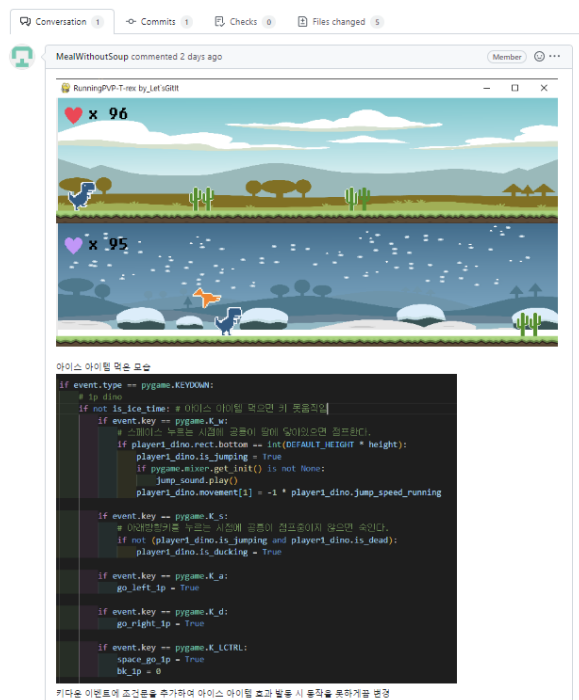 Conversation 1
Commits 1
Checks 0
Files changed 5
MealWithoutSoup commented 2 days ago
Member
RunningPVP-T-rex by_Let'sGitIt
x 96
x 95
아이스 아이템 먹은 모습
if event.type == pygame.KEYDOWN:
# 1p dino
if not is_ice_time: # 아이스 아이템 먹으면 키 못움직임
if event.key == pygame.K_w:
# 스페이스 누르는 시점에 공룡이 땅에 닿아있으면 점프한다.
if player1_dino.rect.bottom == int(DEFAULT_HEIGHT * height):
player1_dino.is_jumping = True
if pygame.mixer.get_init() is not None:
jump_sound.play()
player1_dino.movement[1] = -1 * player1_dino.jump_speed_running
if event.key == pygame.K_s:
# 아래방향키를 누르는 시점에 공룡이 점프중이지 않으면 숙인다.
if not (player1_dino.is_jumping and player1_dino.is_dead):
player1_dino.is_ducking = True
if event.key == pygame.K_a:
go_left_1p = True
if event.key == pygame.K_d:
go_right_1p = True
if event.key == pygame.K_LCTRL:
space_go_1p = True
bk_1p = 0
키다운 이벤트에 조건문을 추가하여 아이스 아이템 효과 발동 시 동작을 못하게끔 변경